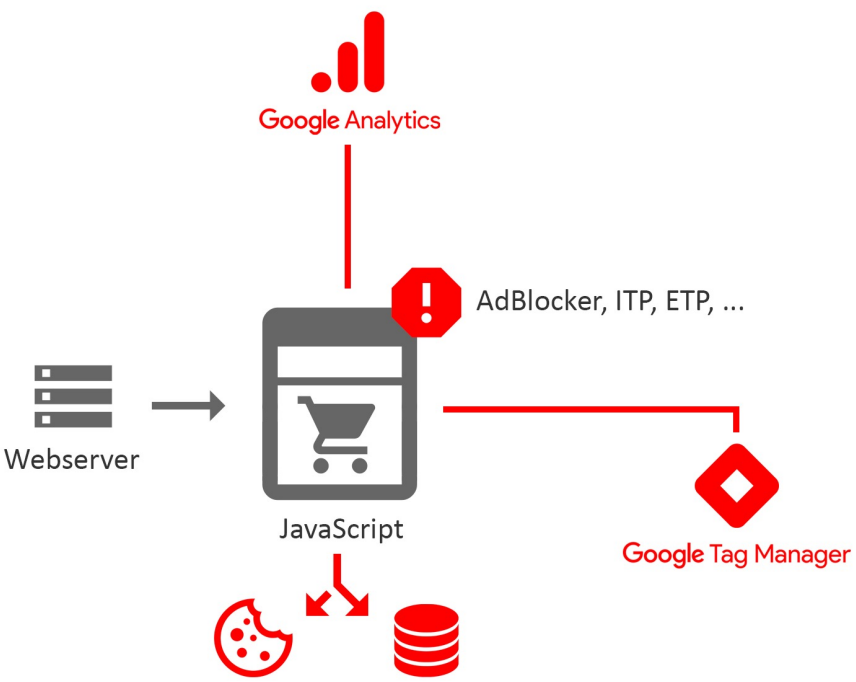 Google Analytics
AdBlocker, ITP, ETP, ...
Webserver
JavaScript
Google Tag Manager